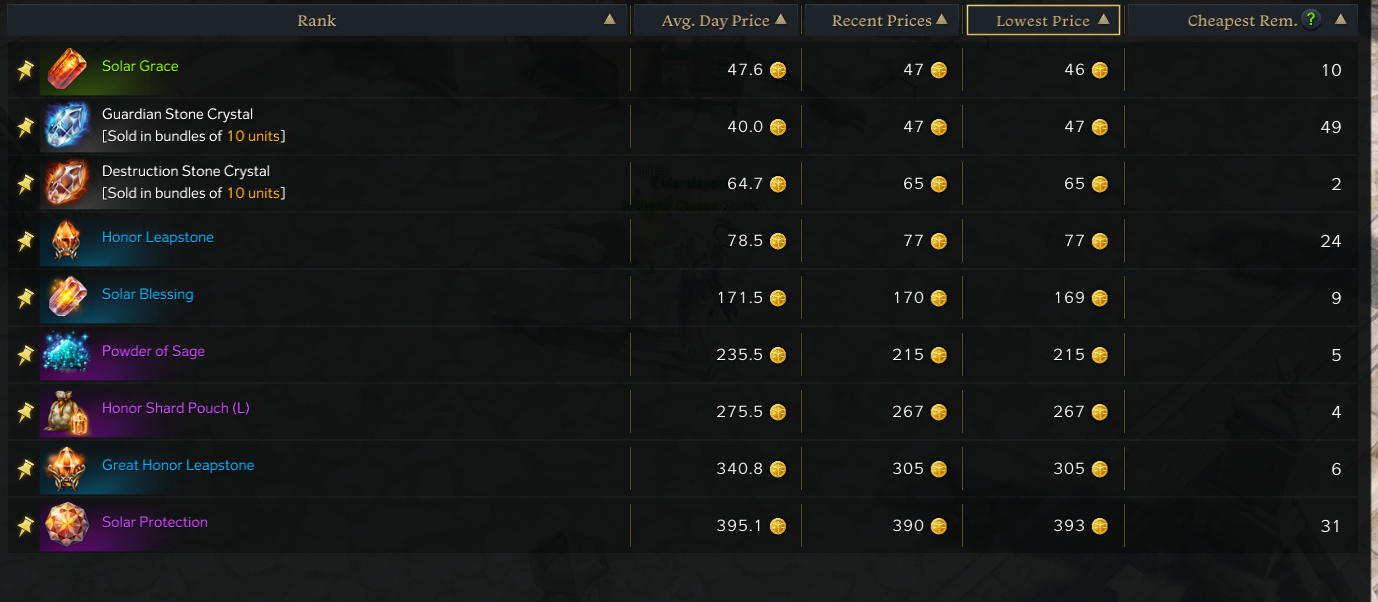 Rank Avg. Day Price Recent Prices Lowest Price Cheapest Rem. ?
Solar Grace 47.6 47 46 10
Guardian Stone Crystal
[Sold in bundles of 10 units] 40.0 47 47 49
Destruction Stone Crystal
[Sold in bundles of 10 units] 64.7 65 65 2
Honor Leapstone 78.5 77 77 24
Solar Blessing 171.5 170 169 9
Powder of Sage 235.5 215 215 5
Honor Shard Pouch (L) 275.5 267 267 4
Great Honor Leapstone 340.8 305 305 6
Solar Protection 395.1 390 393 31